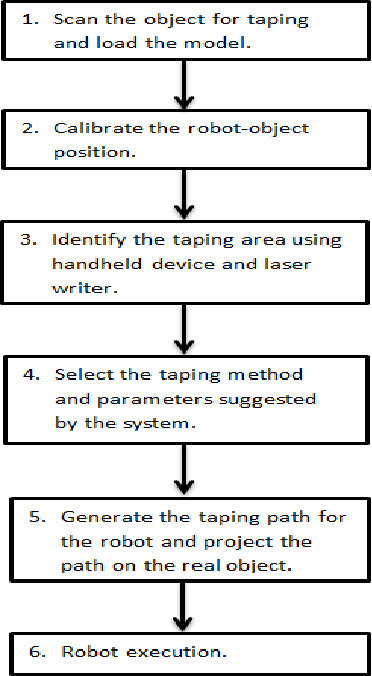 1. Scan the object for taping
and load the model.
2. Calibrate the robot-object
position.
3. Identify the taping area using
handheld device and laser
writer.
4. Select the taping method
and parameters suggested
by the system.
5. Generate the taping path for
the robot and project the
path on the real object.
6. Robot execution.